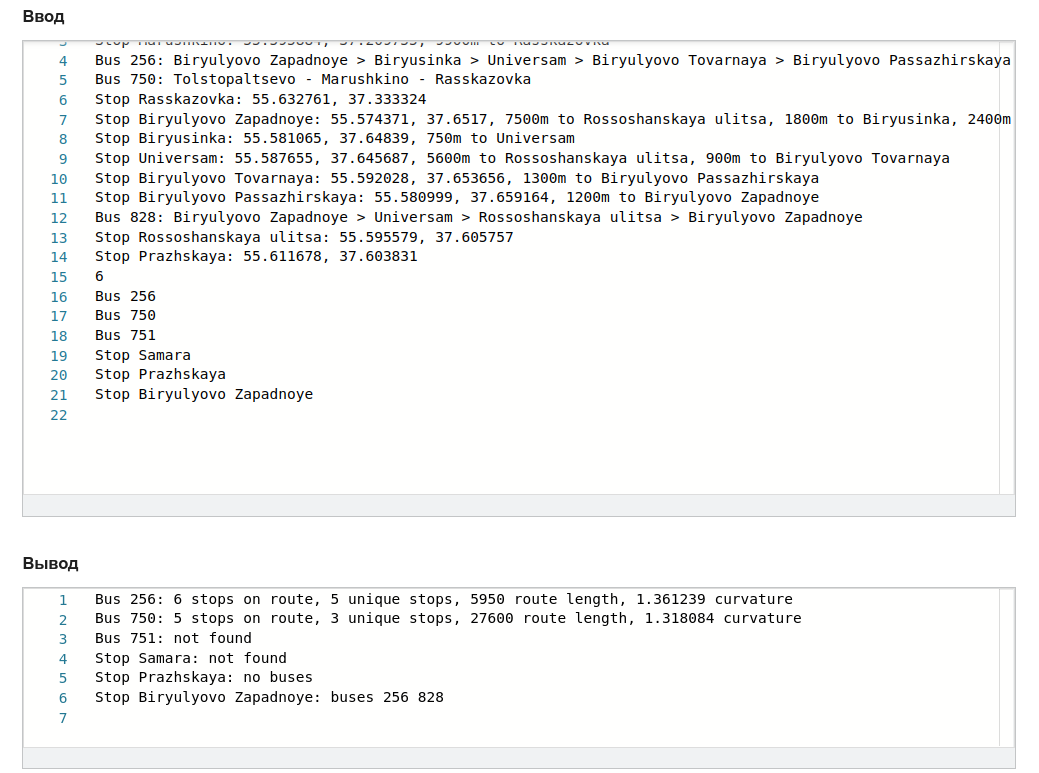 Ввод
3 Stop Marushkino: 55.595884, 37.209755, 9900m to Rasskazovka
4 Bus 256: Biryulyovo Zapadnoye > Biryusinka > Universam > Biryulyovo Tovarnaya > Biryulyovo Passazhirskaya
5 Bus 750: Tolstopaltsevo - Marushkino - Rasskazovka
6 Stop Rasskazovka: 55.632761, 37.333324
7 Stop Biryulyovo Zapadnoye: 55.574371, 37.6517, 7500m to Rossoshanskaya ulitsa, 1800m to Biryusinka, 2400m
8 Stop Biryusinka: 55.581065, 37.64839, 750m to Universam
9 Stop Universam: 55.587655, 37.645687, 5600m to Rossoshanskaya ulitsa, 900m to Biryulyovo Tovarnaya
10 Stop Biryulyovo Tovarnaya: 55.592028, 37.653656, 1300m to Biryulyovo Passazhirskaya
11 Stop Biryulyovo Passazhirskaya: 55.580999, 37.659164, 1200m to Biryulyovo Zapadnoye
12 Bus 828: Biryulyovo Zapadnoye > Universam > Rossoshanskaya ulitsa > Biryulyovo Zapadnoye
13 Stop Rossoshanskaya ulitsa: 55.595579, 37.605757
14 Stop Prazhskaya: 55.611678, 37.603831
15 6
16 Bus 256
17 Bus 750
18 Bus 751
19 Stop Samara
20 Stop Prazhskaya
21 Stop Biryulyovo Zapadnoye
22
Вывод
1 Bus 256: 6 stops on route, 5 unique stops, 5950 route length, 1.361239 curvature
2 Bus 750: 5 stops on route, 3 unique stops, 27600 route length, 1.318084 curvature
3 Bus 751: not found
4 Stop Samara: not found
5 Stop Prazhskaya: no buses
6 Stop Biryulyovo Zapadnoye: buses 256 828
7